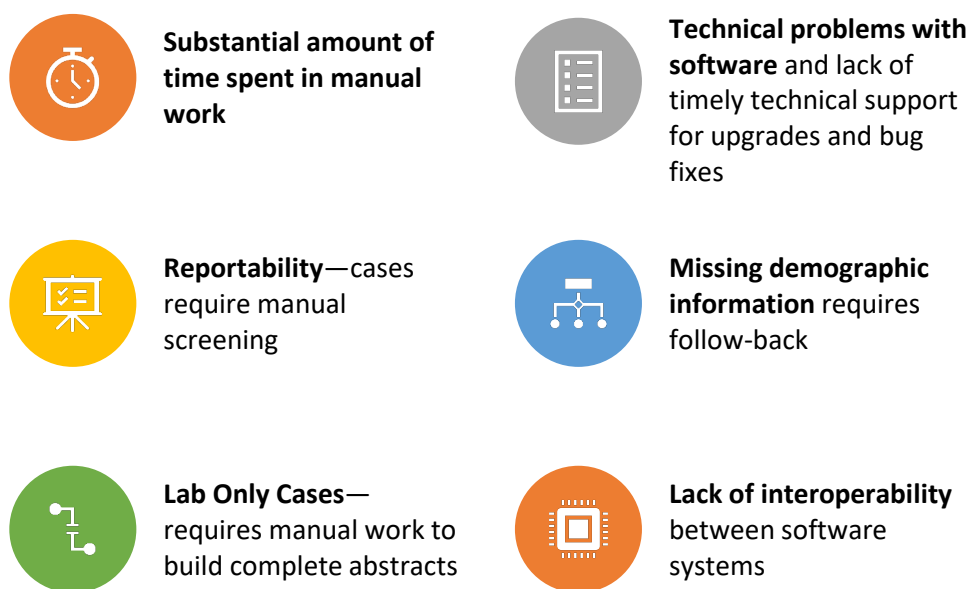 Substantial amount of
time spent in manual
work
Technical problems with
software and lack of
timely technical support
for upgrades and bug
fixes
Reportability—cases
require manual
screening
Missing demographic
information requires
follow-back
Lab Only Cases—
requires manual work to
build complete abstracts
Lack of interoperability
between software
systems